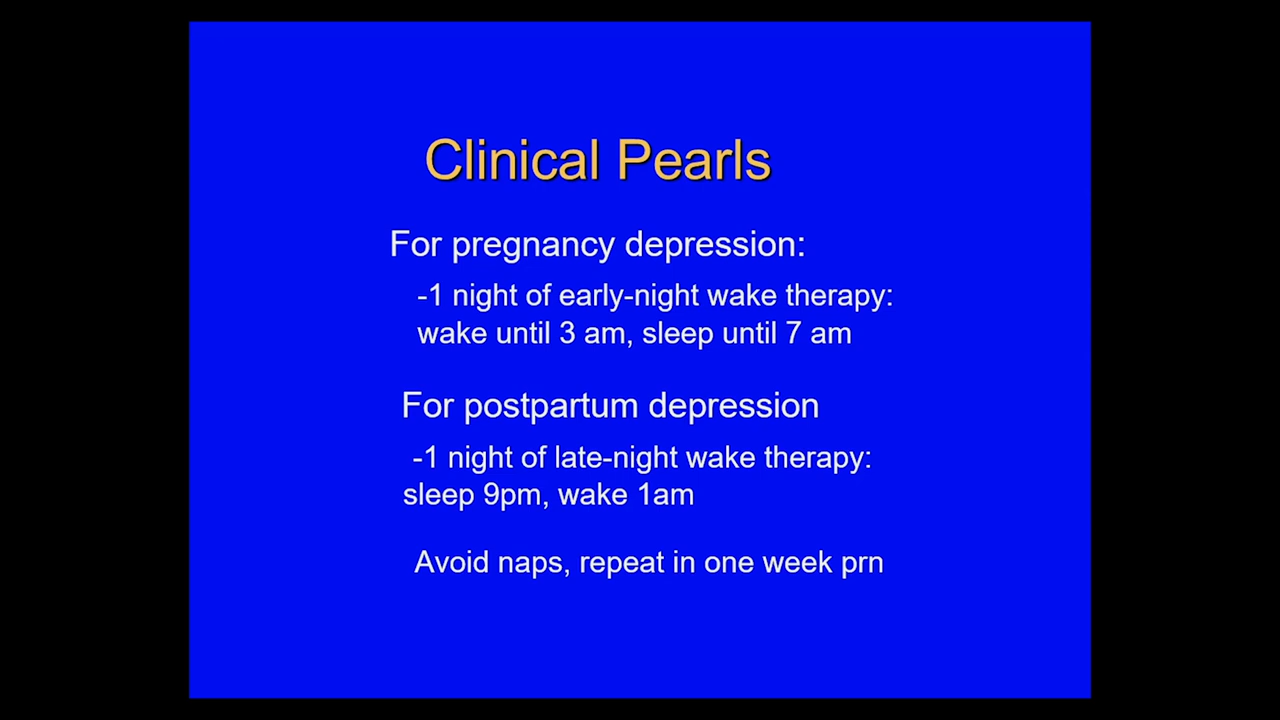 Clinical Pearls
For pregnancy depression:
-1 night of early-night wake therapy:
wake until 3 am, sleep until 7 am
For postpartum depression
-1 night of late-night wake therapy:
sleep 9pm, wake 1am
Avoid naps, repeat in one week prn